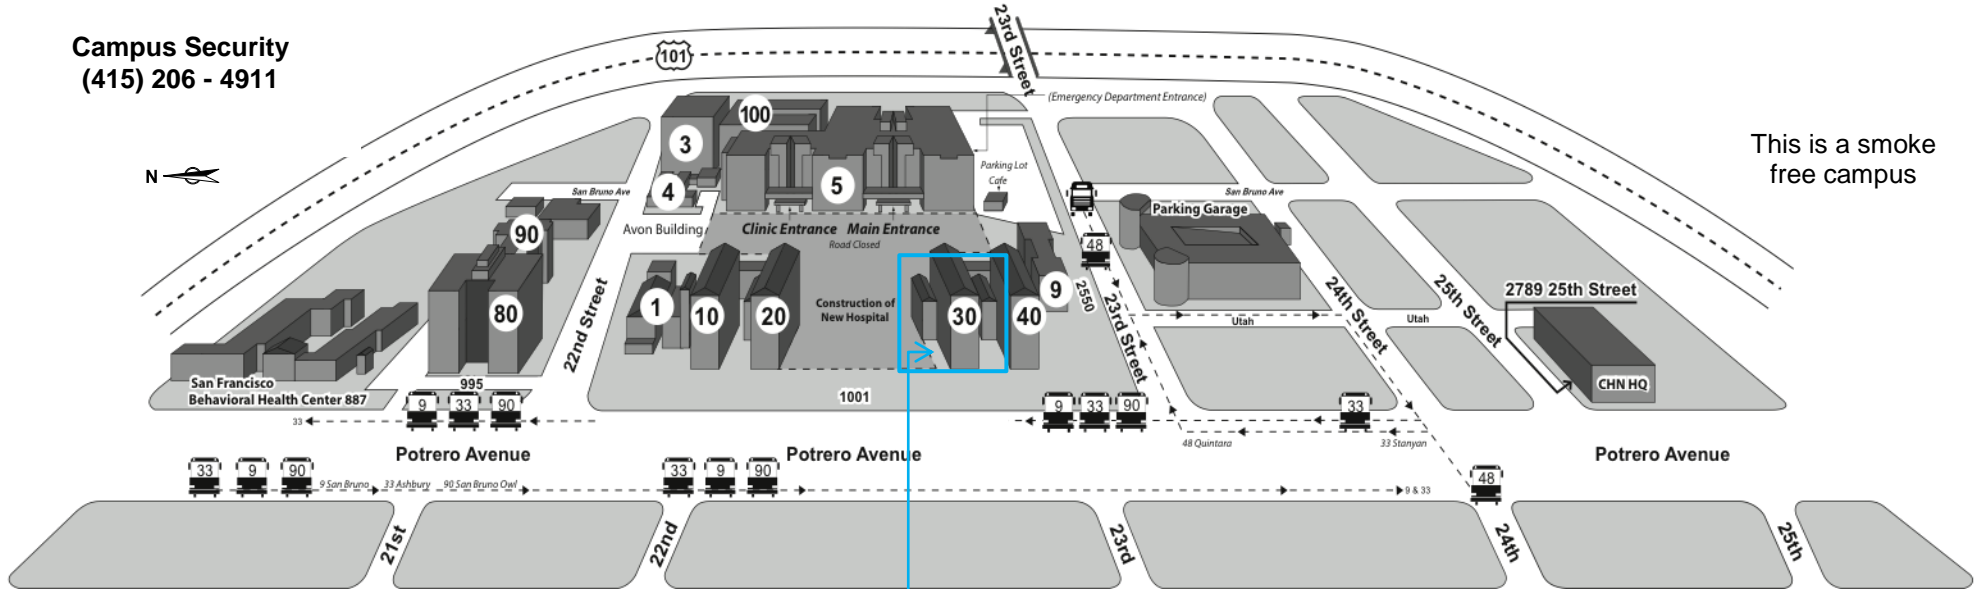 Campus Security
(415) 206 - 4911
101
23rd Street
(Emergency Department Entrance)
This is a smoke
free campus
N
100
3
4
5
Parking Lot
Cafe
San Bruno Ave
San Bruno Ave
Parking Garage
Avon Building
Clinic Entrance
Main Entrance
Road Closed
90
80
1
10
20
Construction of
New Hospital
30
40
9
48
2550
23rd Street
22nd Street
24th Street
25th Street
2789 25th Street
Utah
Utah
CHN HQ
San Francisco
Behavioral Health Center 887
995
1001
33
9
33
90
9
33
90
33
48 Quintara
33 Stanyan
Potrero Avenue
Potrero Avenue
Potrero Avenue
33
9
90
9 San Bruno
33 Ashbury
90 San Bruno Owl
33
9
90
9 & 33
48
21st
22nd
23rd
24th
25th